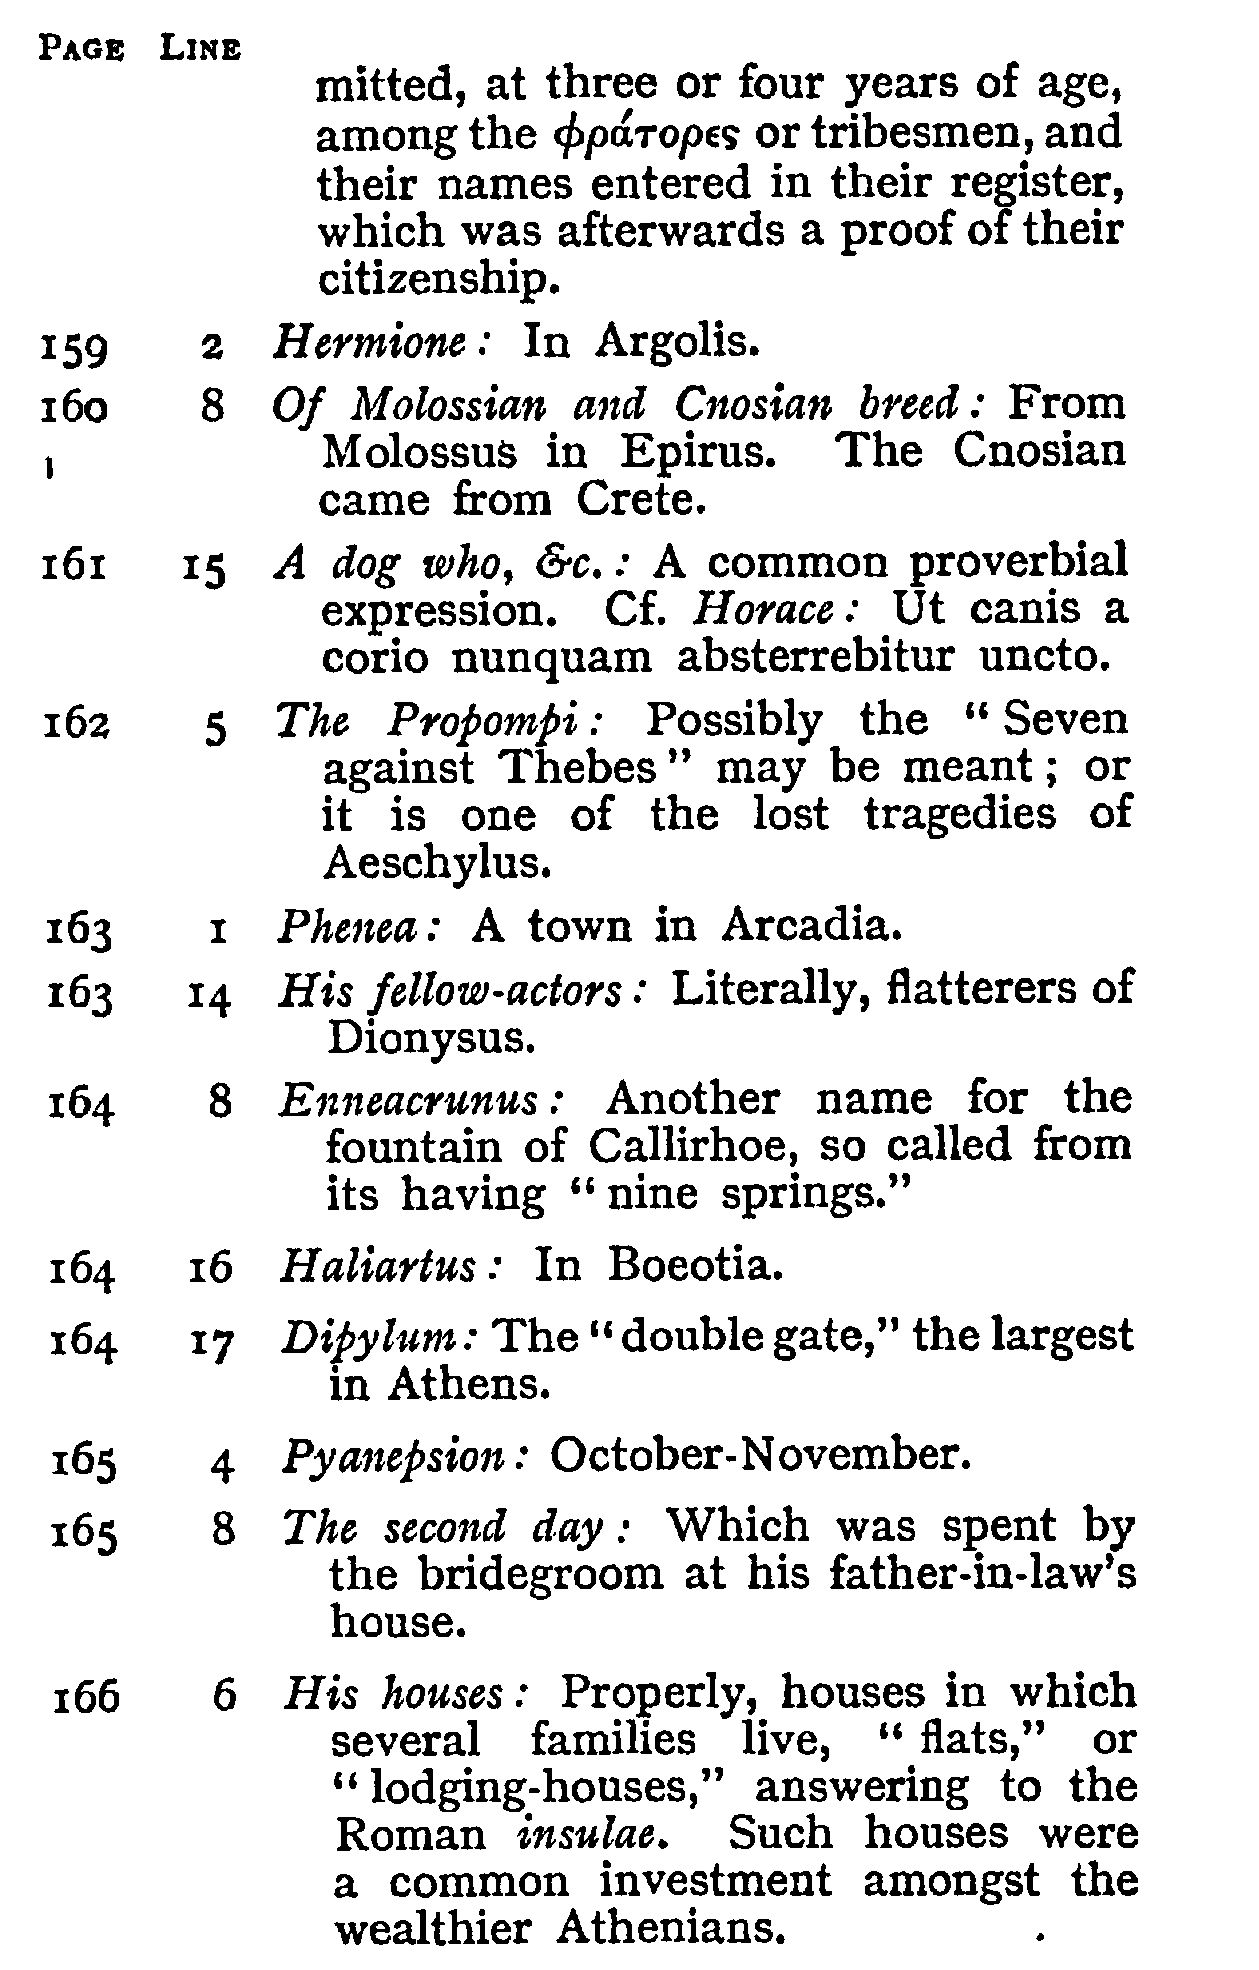 PAGE LINE
mitted, at three or four years of age,
among the φράτορες or tribesmen, and
their names entered in their register,
which was afterwards a proof of their
citizenship.
159 2 Hermione: In Argolis.
160 8 Of Molossian and Cnosian breed: From
Molossus in Epirus. The Cnosian
came from Crete.
161 15 A dog who, &c.: A common proverbial
expression. Cf. Horace: Ut canis a
corio nunquam absterrebitur uncto.
162 5 The Propompi: Possibly the "Seven
against Thebes" may be meant; or
it is one of the lost tragedies of
Aeschylus.
163 1 Phenea: A town in Arcadia.
163 14 His fellow-actors: Literally, flatterers of
Dionysus.
164 8 Enneacrunus: Another name for the
fountain of Callirhoe, so called from
its having "nine springs."
164 16 Haliartus: In Boeotia.
164 17 Dipylum: The "double gate," the largest
in Athens.
165 4 Pyanepsion: October-November.
165 8 The second day: Which was spent by
the bridegroom at his father-in-law's
house.
166 6 His houses: Properly, houses in which
several families live, "flats," or
"lodging-houses," answering to the
Roman insulae. Such houses were
a common investment amongst the
wealthier Athenians.